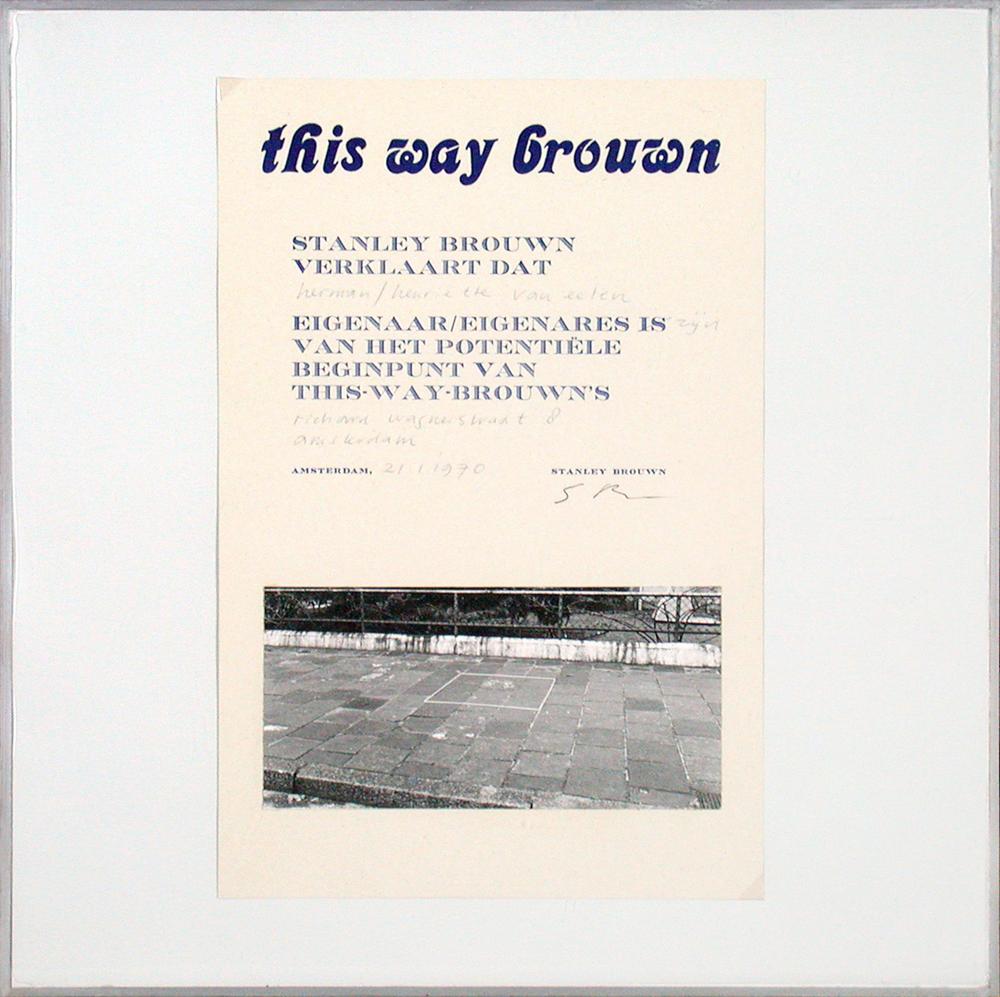 this way brouwn
STANLEY BROUWN
VERKLAART DAT
herman/henriette van eelen
EIGENAAR/EIGENARES IS zijn
VAN HET POTENTIËLE
BEGINPUNT VAN
THIS-WAY-BROUWN'S
richard wagnerstraat 8
amsterdam
AMSTERDAM, 21.1.1970 STANLEY BROUWN
S B